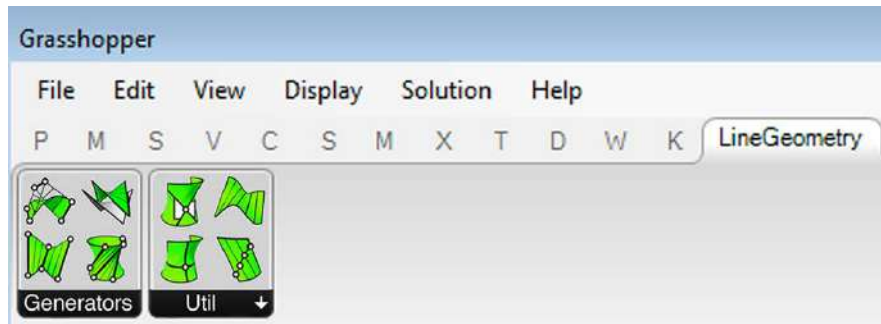 Grasshopper
File Edit View Display Solution Help
P M S V C S M X T D W K LineGeometry
Generators Util